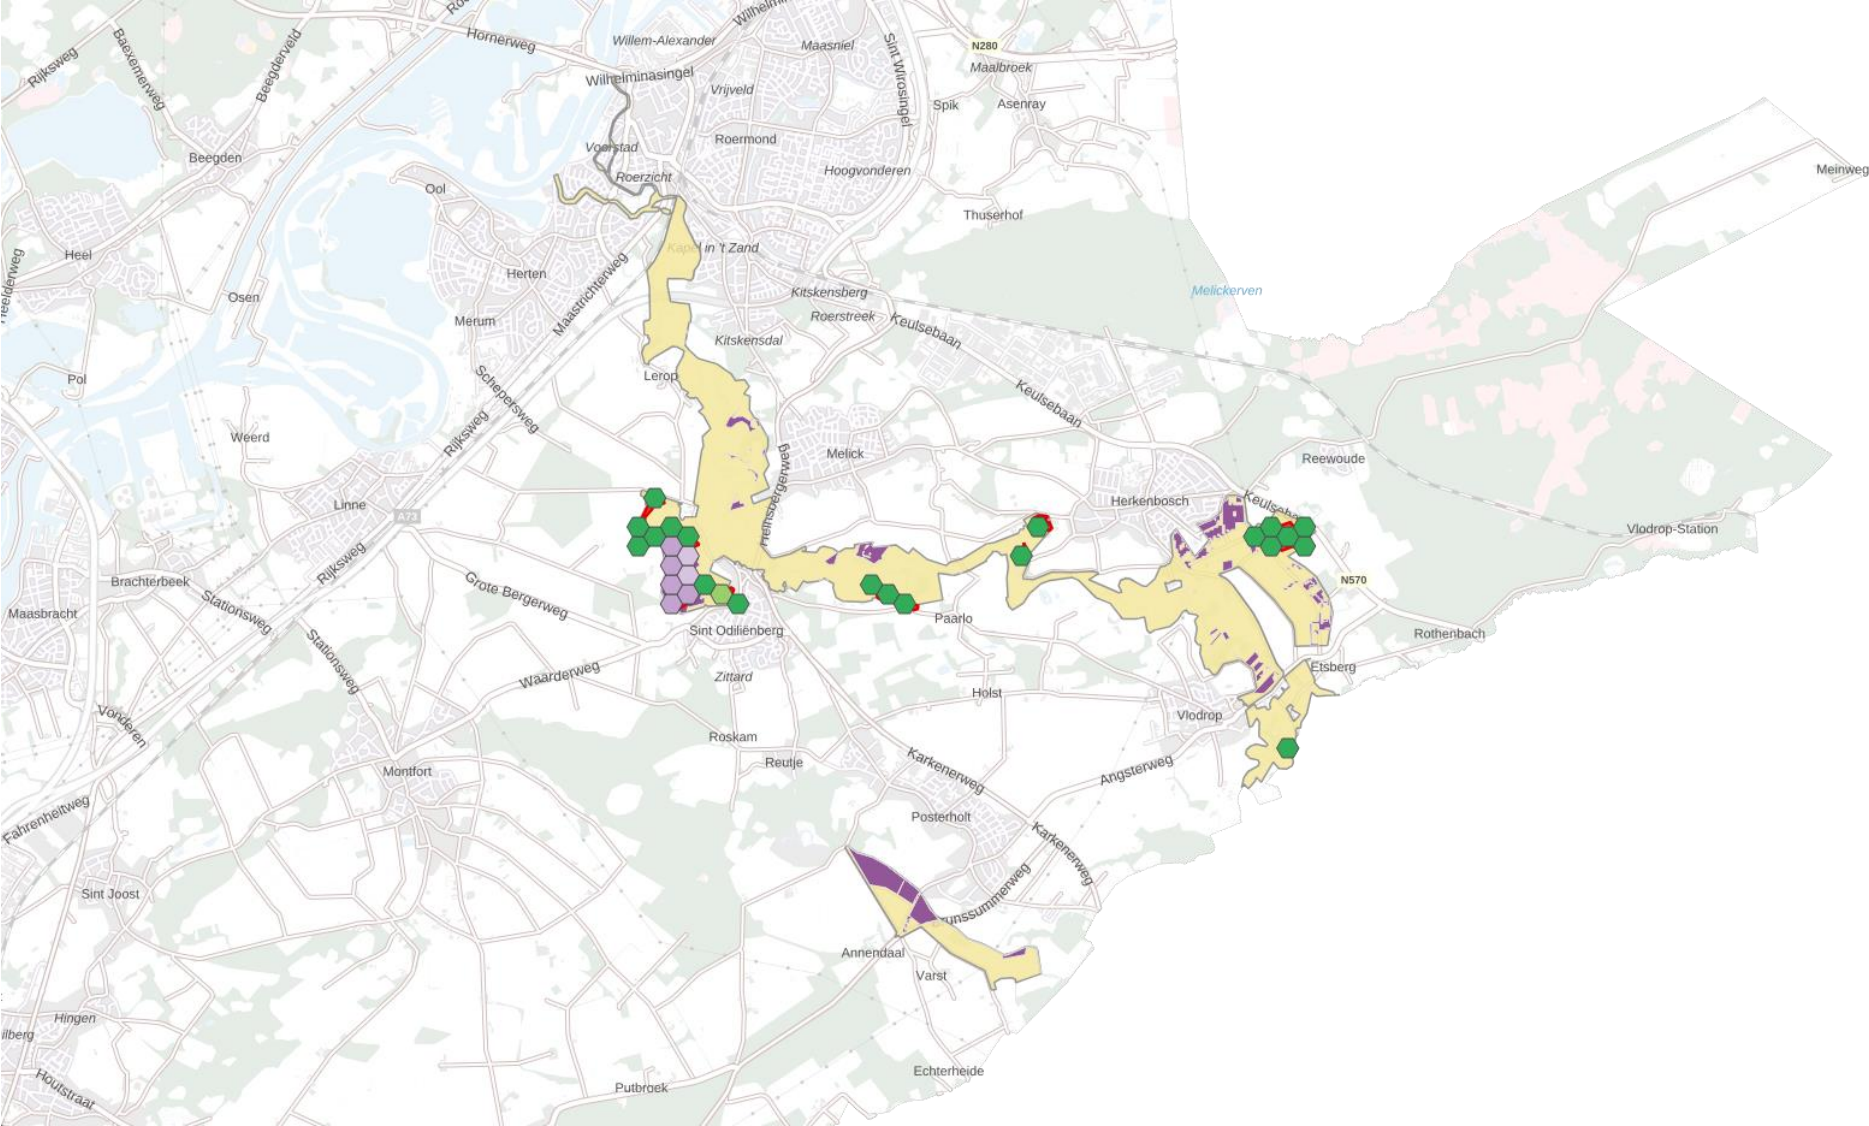 Hornerweg
Willem-Alexander
Maasniel
Sint Wirosingel
N280
Maalbroek
Rijksweg
Baexemerweg
Beegderveld
Wilhelminasingel
Vrijveld
Spik
Asenray
Roermond
Voorstad
Beegden
Hoogvonderen
Meinweg
Roerzicht
Ool
Thuserhof
Kapel in 't Zand
Heel
Herten
Maastrichterweg
Heelderweg
Osen
Kitskensberg
Melickerven
Roerstreek
Merum
Keulsebaan
Kitskensdal
Lerop
Pol
Schepersweg
Keulsebaan
Rijksweg
Weerd
Heinsbergerweg
Melick
Reewoude
Linne
Herkenbosch
A73
Vlodrop-Station
Rijksweg
Brachterbeek
Grote Bergerweg
N570
Maasbracht
Stationsweg
Paarlo
Sint Odiliënberg
Rothenbach
Stationsweg
Waarderweg
Zittard
Etsberg
Holst
Vonderen
Vlodrop
Roskam
Reutje
Karkenerweg
Angsterweg
Montfort
Fahrenheitweg
Posterholt
Karkenerweg
Sint Joost
unssummerweg
Annendaal
Varst
Hingen
ilberg
Echterheide
Houtstraat
Putbroek